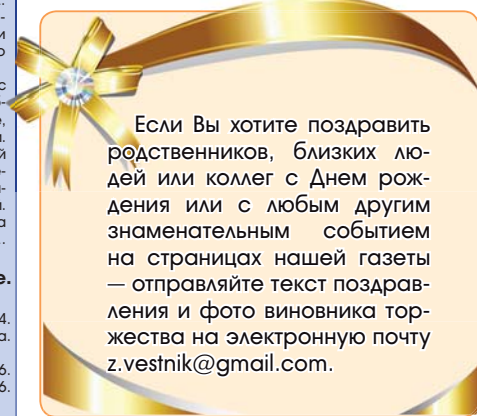 Если Вы хотите поздравить
родственников, близких лю-
дей или коллег с Днем рож-
дения или с любым другим
знаменательным событием
на страницах нашей газеты
— отправляйте текст поздрав-
ления и фото виновника тор-
жества на электронную почту
z.vestnik@gmail.com.